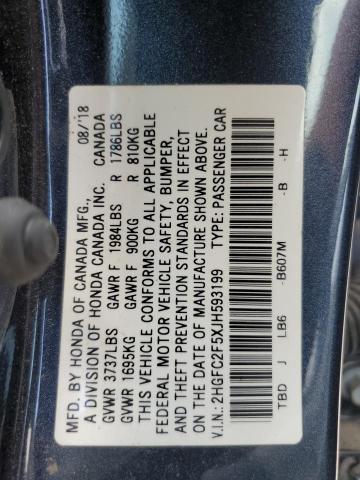 MFD. BY HONDA OF CANADA MFG., 08/'18
A DIVISION OF HONDA CANADA INC. CANADA
GVWR 3737LBS GAWR F 1984LBS R 1786LBS
GVWR 1695KG GAWR F 900KG R 810KG
THIS VEHICLE CONFORMS TO ALL APPLICABLE
FEDERAL MOTOR VEHICLE SAFETY, BUMPER,
AND THEFT PREVENTION STANDARDS IN EFFECT
ON THE DATE OF MANUFACTURE SHOWN ABOVE.
V.I.N.: 2HGFC2F5XJH593199 TYPE: PASSENGER CAR
TBD J LB6 -B607M -B -H